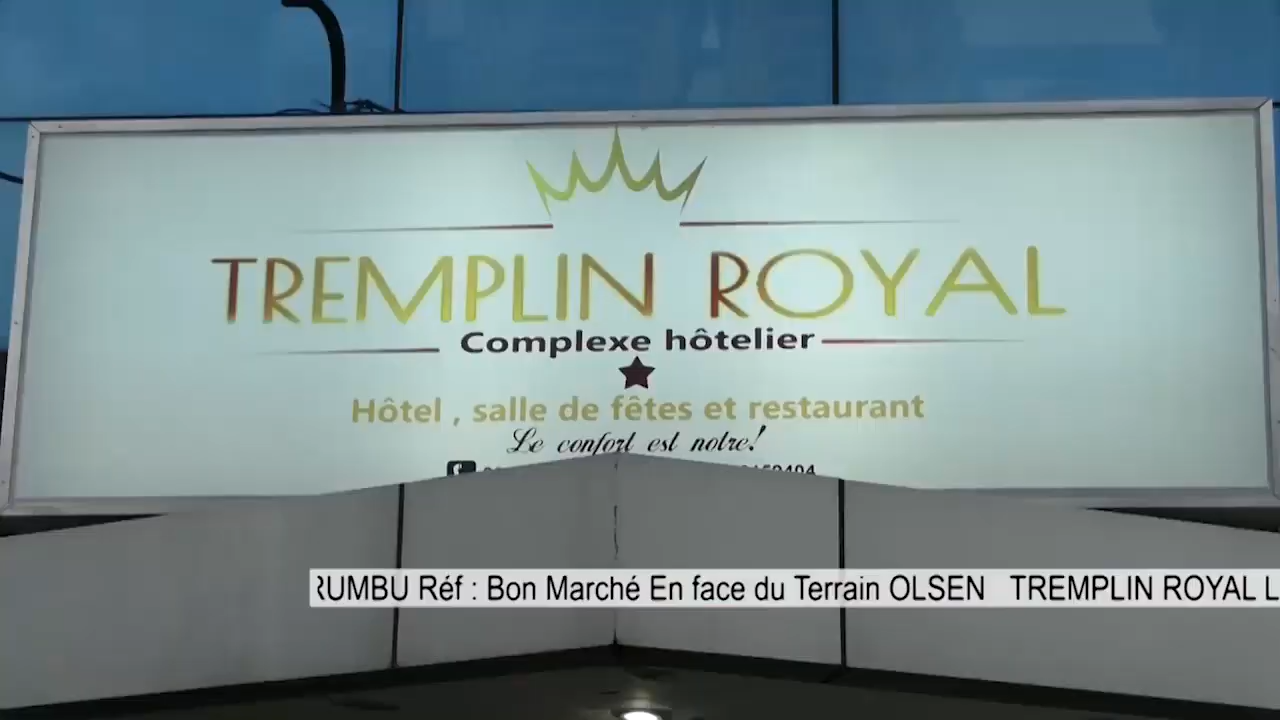 TREMPLIN ROYAL
Complexe hôtelier
Hôtel , salle de fêtes et restaurant
Le confort est notre!
RUMBU Réf : Bon Marché En face du Terrain OLSEN TREMPLIN ROYAL L